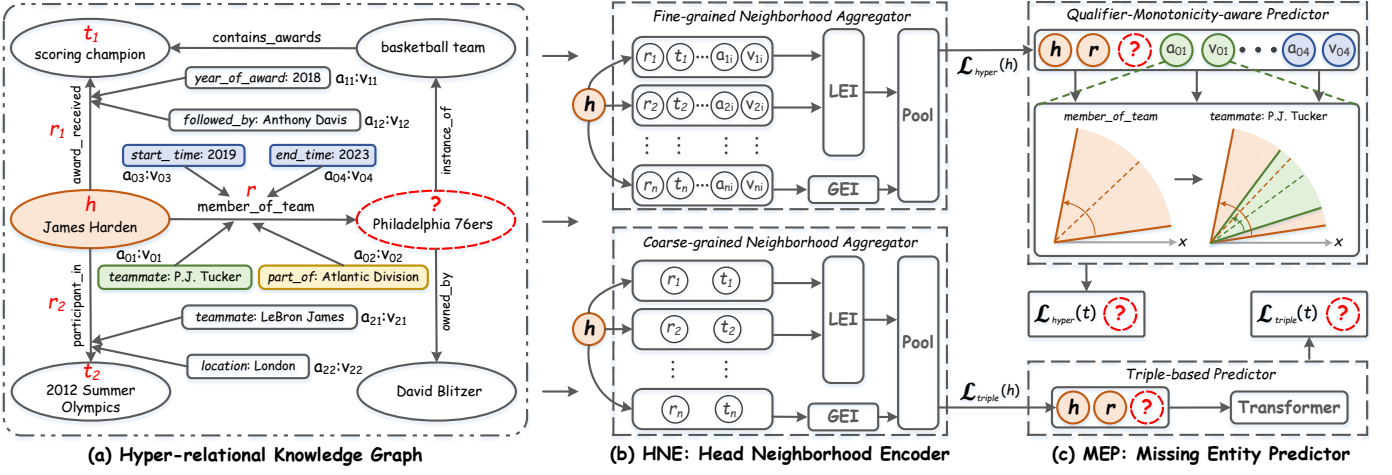 t1
scoring champion
contains_awards
basketball team
year_of_award: 2018
a11:v11
r1
award_received
followed_by: Anthony Davis
a12:v12
instance_of
start_ time: 2019
end_time: 2023
a03:v03
a04:v04
r
h
James Harden
member_of_team
?
Philadelphia 76ers
a01:v01
a02:v02
teammate: P.J. Tucker
part_of: Atlantic Division
r2
participant_in
owned_by
teammate: LeBron James
a21:v21
location: London
a22:v22
t2
2012 Summer
Olympics
David Blitzer
(a) Hyper-relational Knowledge Graph
Fine-grained Neighborhood Aggregator
h
r1 t1 ... a1i v1i
r2 t2 ... a2i v2i
rn tn ... ani vni
LEI
GEI
Pool
Coarse-grained Neighborhood Aggregator
h
r1 t1
r2 t2
rn tn
LEI
GEI
Pool
(b) HNE: Head Neighborhood Encoder
Lhyper(h)
Ltriple(h)
Qualifier-Monotonicity-aware Predictor
h r ? a01 v01 • • • a04 v04
member_of_team
teammate: P.J. Tucker
x
x
Lhyper(t) ?
Ltriple(t) ?
Triple-based Predictor
h r ?
Transformer
(c) MEP: Missing Entity Predictor